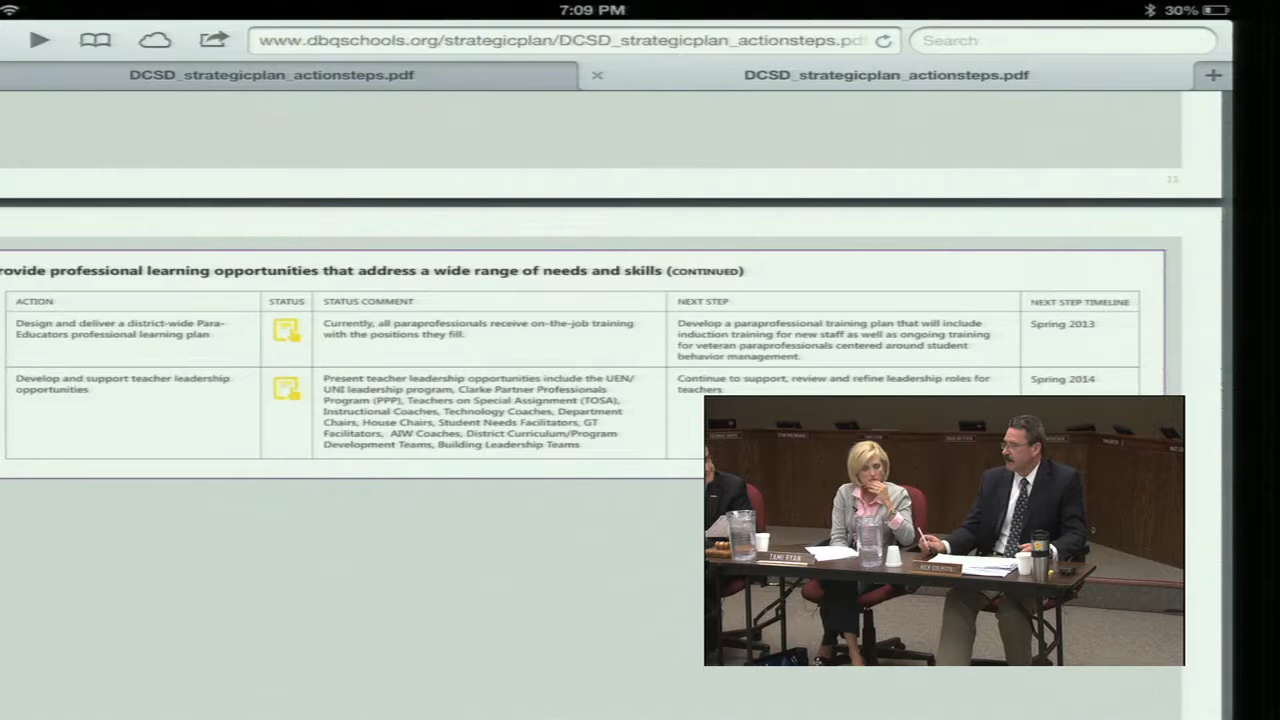 7:09 PM
30%
www.dbqschools.org/strategicplan/DCSD_strategicplan_actionsteps.pd
Search
DCSD_strategicplan_actionsteps.pdf
DCSD_strategicplan_actionsteps.pdf
rovide professional learning opportunities that address a wide range of needs and skills (CONTINUED)
ACTION
STATUS
STATUS COMMENT
NEXT STEP
NEXT STEP TIMELINE
Design and deliver a district-wide Para-
Educators professional learning plan
Currently, all paraprofessionals receive on-the-job training
with the positions they fill.
Develop a paraprofessional training plan that will include
induction training for new staff as well as ongoing training
for veteran paraprofessionals centered around student
behavior management.
Spring 2013
Develop and support teacher leadership
opportunities
Present teacher leadership opportunities include the UEN/
UNI leadership program, Clarke Partner Professionals
Program (PPP), Teachers on Special Assignment (TOSA),
Instructional Coaches, Technology Coaches, Department
Chairs, House Chairs, Student Needs Facilitators, GT
Facilitators, AIW Coaches, District Curriculum/Program
Development Teams, Building Leadership Teams
Continue to support, review and refine leadership roles for
teachers
Spring 2014
TAMI RYAN